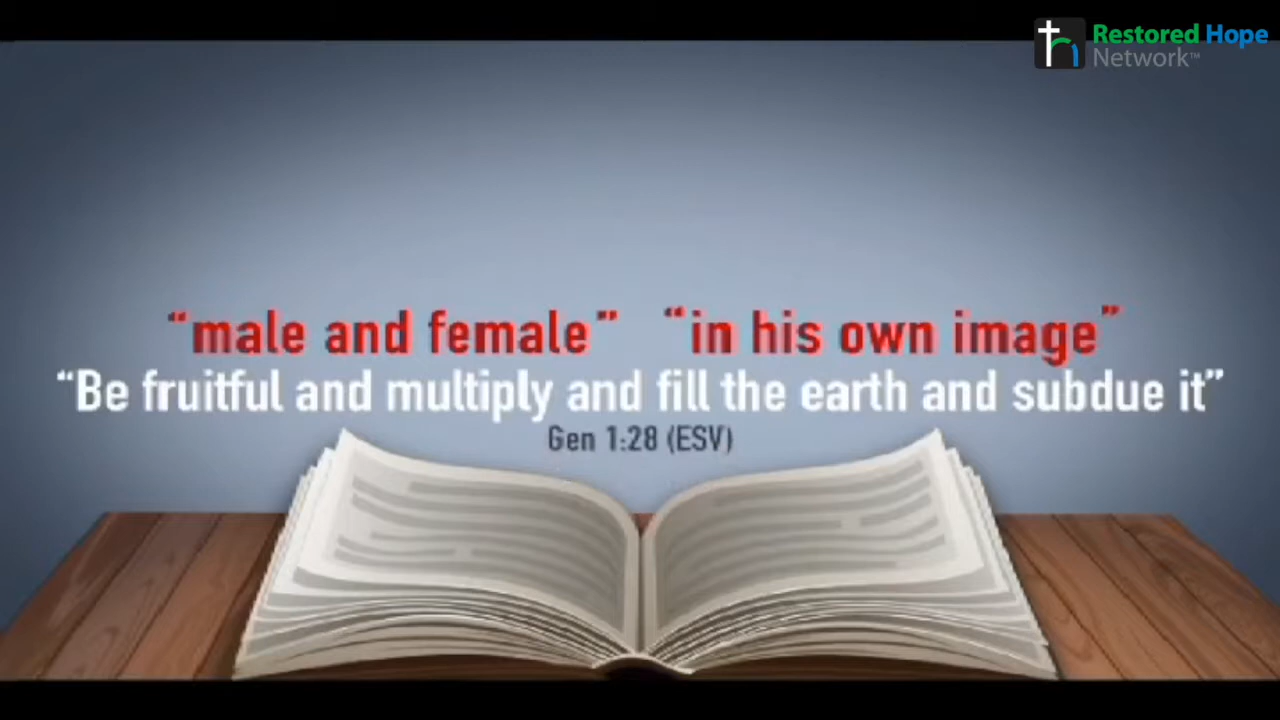 Restored Hope
Network™
“male and female” “in his own image”
“Be fruitful and multiply and fill the earth and subdue it”
Gen 1:28 (ESV)